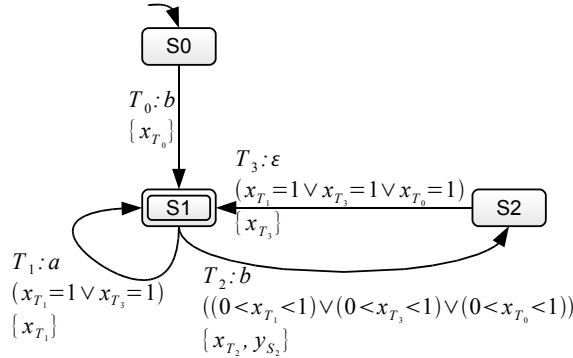 S0
T₀:b
{x_T₀}
T₃:ε
(x_T₁=1∨x_T₃=1∨x_T₀=1)
{x_T₃}
S1
S2
T₁:a
(x_T₁=1∨x_T₃=1)
{x_T₁}
T₂:b
((0<x_T₁<1)∨(0<x_T₃<1)∨(0<x_T₀<1))
{x_T₂, y_S₂}